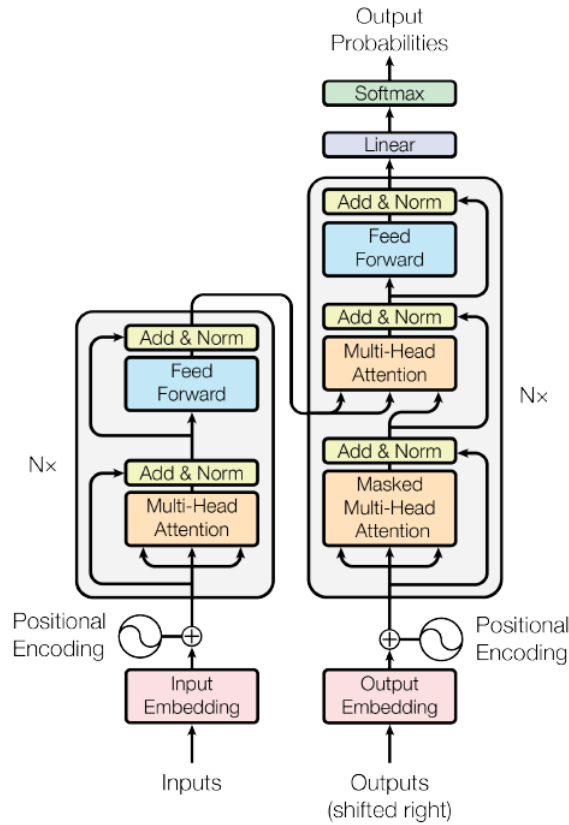 Output
Probabilities
Softmax
Linear
Add & Norm
Feed
Forward
Add & Norm
Multi-Head
Attention
Nx
Add & Norm
Masked
Multi-Head
Attention
Add & Norm
Feed
Forward
Nx
Add & Norm
Multi-Head
Attention
Positional
Encoding
Positional
Encoding
Input
Embedding
Output
Embedding
Inputs
Outputs
(shifted right)